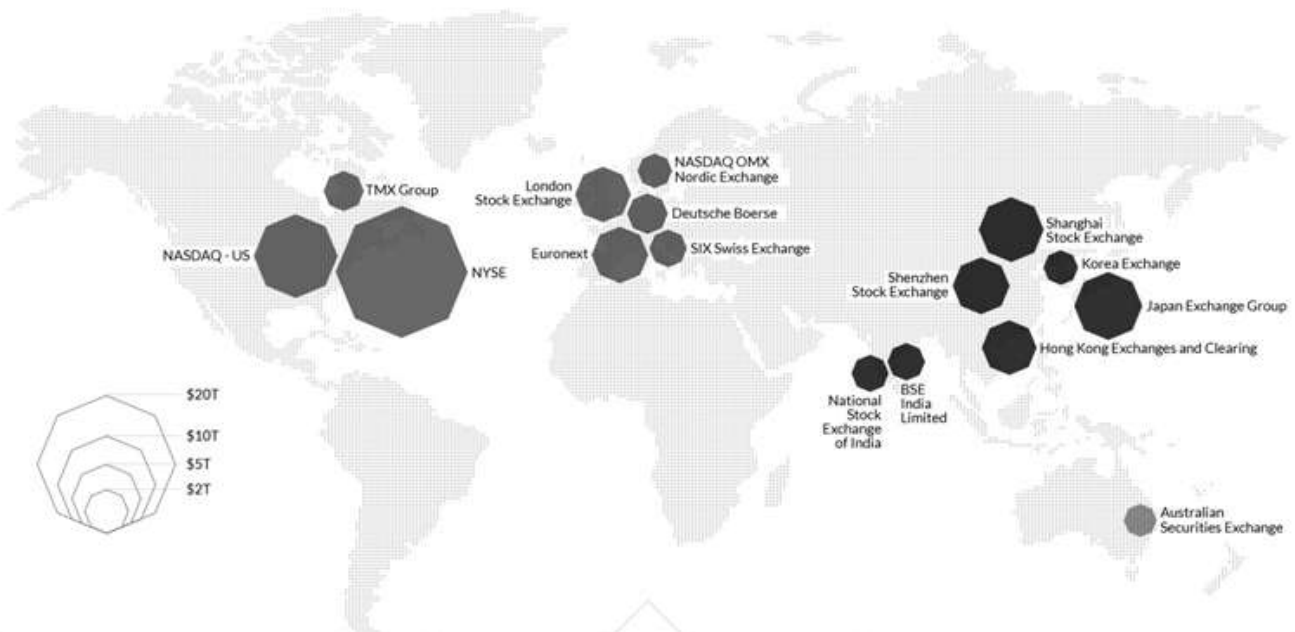 TMX Group
NASDAQ - US
NYSE
London
Stock Exchange
NASDAQ OMX
Nordic Exchange
Deutsche Boerse
Euronext
SIX Swiss Exchange
Shanghai
Stock Exchange
Korea Exchange
Shenzhen
Stock Exchange
Japan Exchange Group
Hong Kong Exchanges and Clearing
National
Stock
Exchange
of India
BSE
India
Limited
Australian
Securities Exchange
$20T
$10T
$5T
$2T